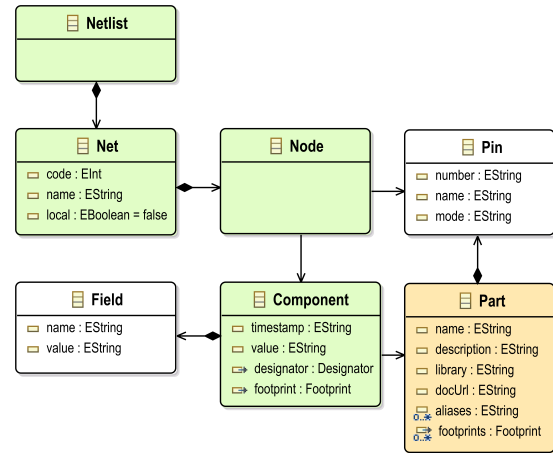 Netlist
Net
code : EInt
name : EString
local : EBoolean = false
Node
Pin
number : EString
name : EString
mode : EString
Field
name : EString
value : EString
Component
timestamp : EString
value : EString
designator : Designator
footprint : Footprint
Part
name : EString
description : EString
library : EString
docUrl : EString
aliases : EString
0..*
footprints : Footprint
0..*